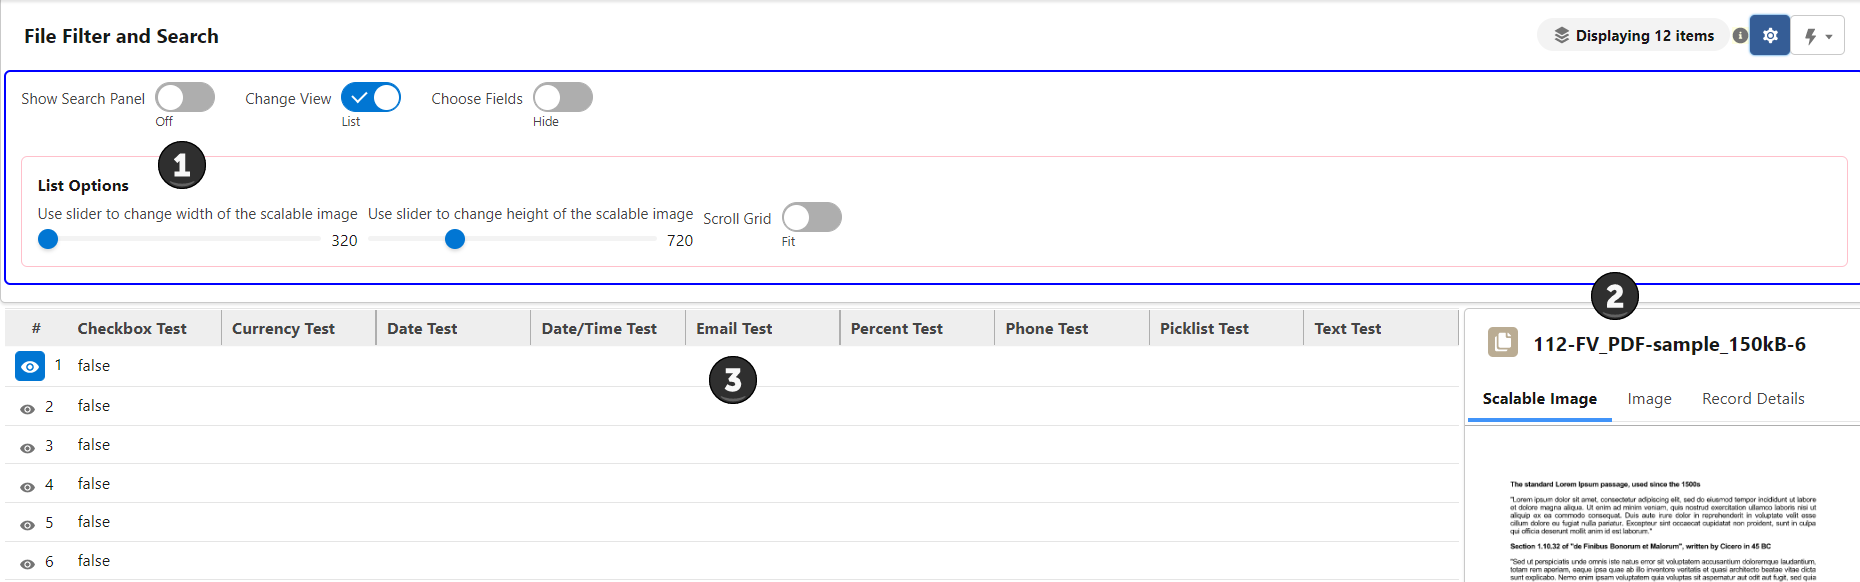 File Filter and Search
Displaying 12 items
Show Search Panel
Off
Change View
List
Choose Fields
Hide
1
List Options
Use slider to change width of the scalable image
320
Use slider to change height of the scalable image
720
Scroll Grid
Fit
2
# Checkbox Test Currency Test Date Test Date/Time Test Email Test Percent Test Phone Test Picklist Test Text Test
1 false
3
2 false
3 false
4 false
5 false
6 false
112-FV_PDF-sample_150kB-6
Scalable Image Image Record Details
The standard Lorem Ipsum passage, used since the 1500s
"Lorem ipsum dolor sit amet, consectetur adipiscing elit, sed do eiusmod tempor incididunt ut labore
et dolore magna aliqua. Ut enim ad minim veniam, quis nostrud exercitation ullamco laboris nisi ut
aliquip ex ea commodo consequat. Duis aute irure dolor in reprehenderit in voluptate velit esse
cillum dolore eu fugiat nulla pariatur. Excepteur sint occaecat cupidatat non proident, sunt in culpa
qui officia deserunt mollit anim id est laborum."
Section 1.10.32 of "de Finibus Bonorum et Malorum", written by Cicero in 45 BC
"Sed ut perspiciatis unde omnis iste natus error sit voluptatem accusantium doloremque laudantium,
totam rem aperiam, eaque ipsa quae ab illo inventore veritatis et quasi architecto beatae vitae dicta
sunt explicabo. Nemo enim ipsam voluptatem quia voluptas sit aspernatur aut odit aut fugit, sed quia